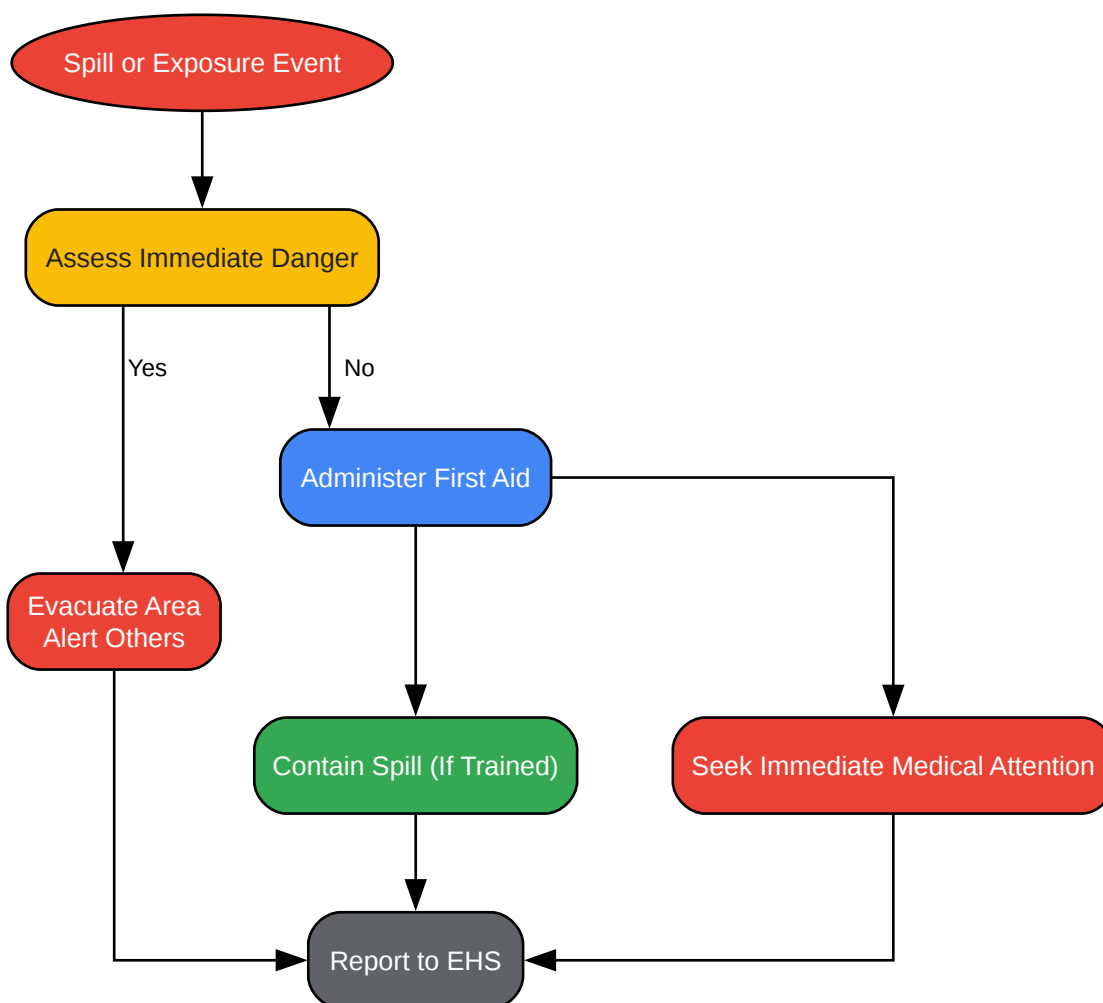 Spill or Exposure Event
Assess Immediate Danger
Yes
No
Administer First Aid
Evacuate Area
Alert Others
Contain Spill (If Trained)
Seek Immediate Medical Attention
Report to EHS